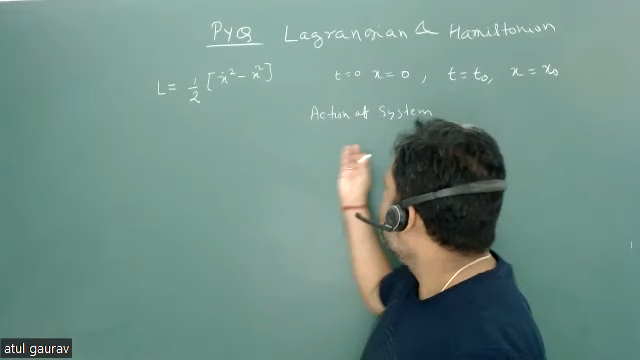 PYQ Lagrangian & Hamiltonian
L = 1/2 [ẋ² - x²] t=0 x=0, t=t₀, x=x₀
Action of System
atul gaurav